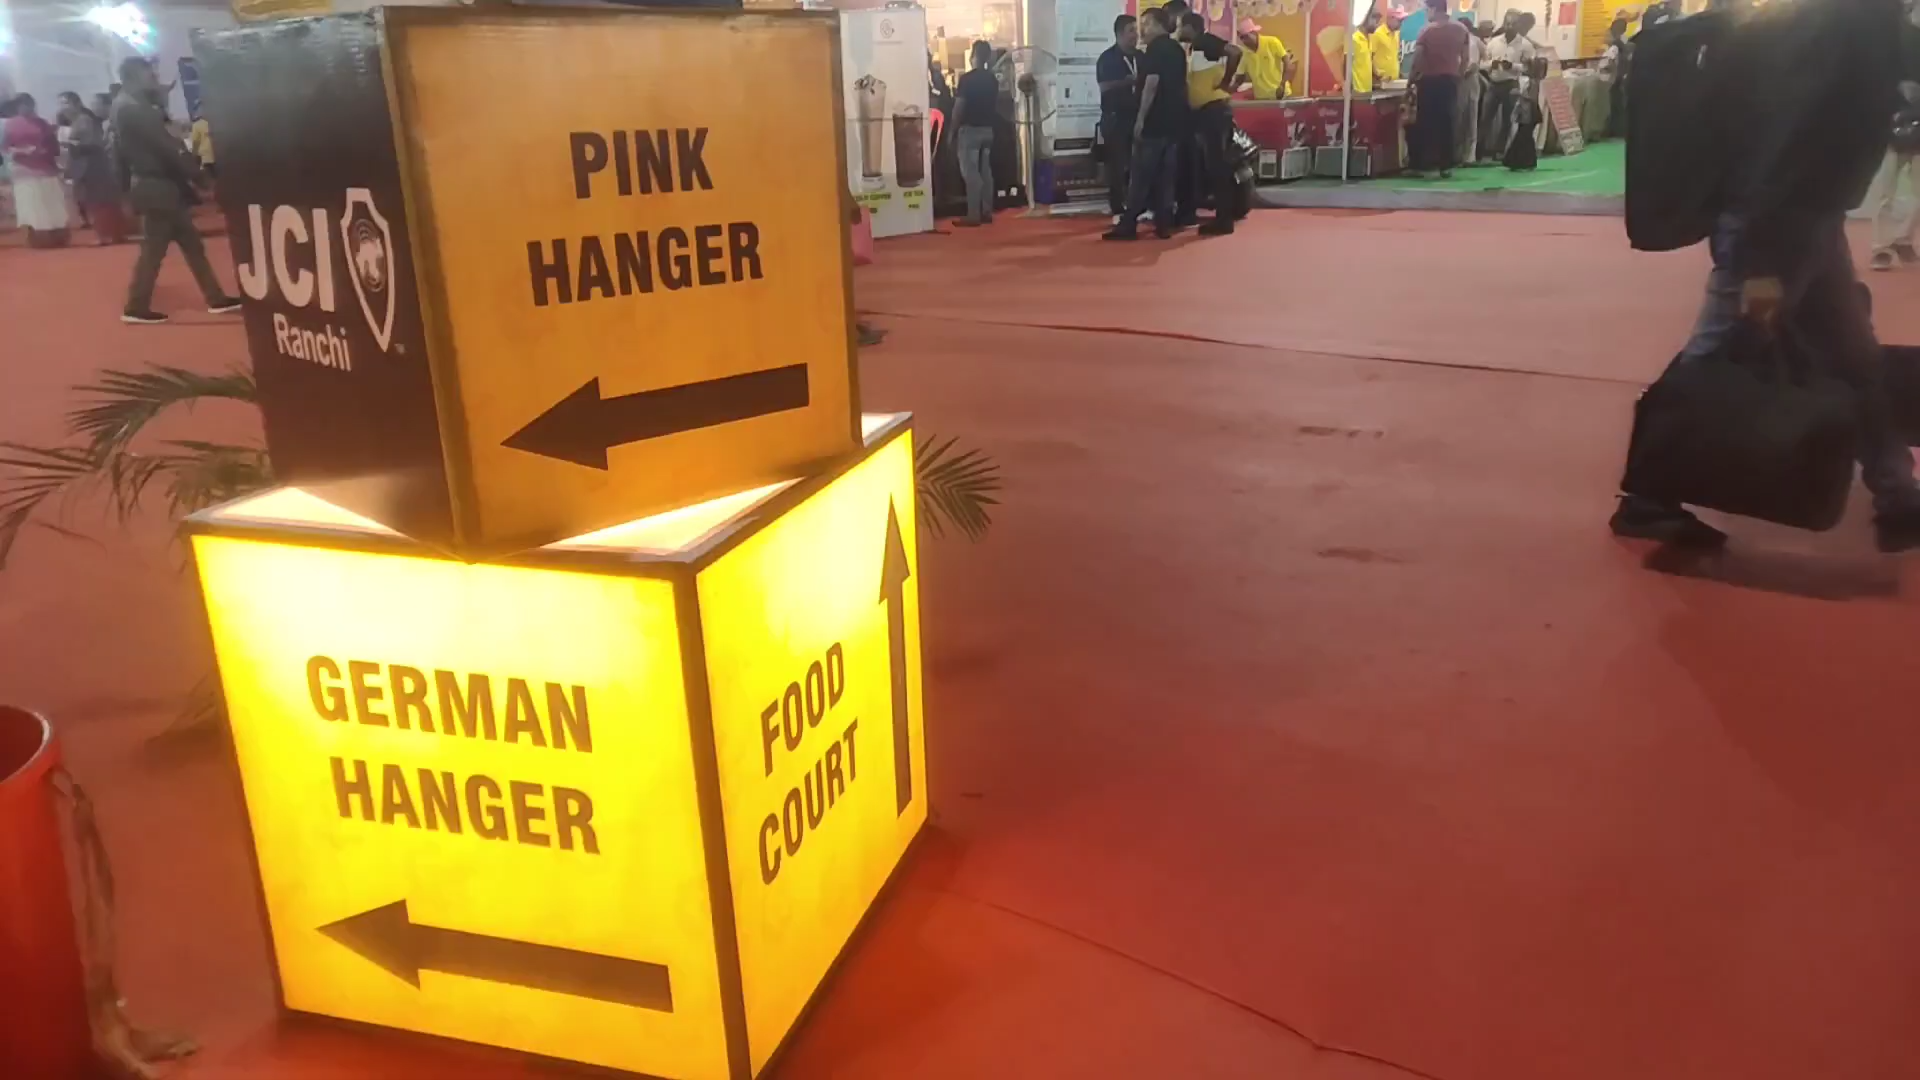 JCI
Ranchi
PINK
HANGER
GERMAN
HANGER
FOOD
COURT